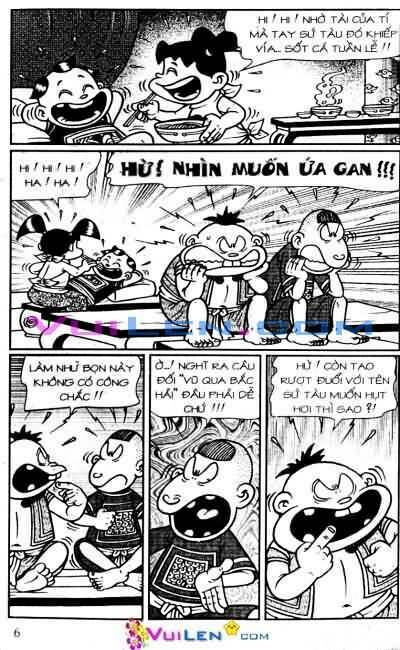 HI! HI! NHỜ TÀI CỦA TÍ
MÀ TAY SỨ TÀU ĐÓ KHIẾP
VÍA... SỐT CẢ TUẦN LỄ!!
HI! HI! HI!
HA! HA!
HỪ! NHÌN MUỐN ỨA GAN!!!
VUILEN.COM
LÀM NHƯ BỌN NÀY
KHÔNG CÓ CÔNG
CHẮC!!
Ờ...! NGHĨ RA CÂU
ĐỐI "VŨ QUA BẮC
HẢI" ĐÂU PHẢI DỄ
CHỨ!!!
HỪ! CÒN TAO
RƯỢT ĐUỔI VỚI TÊN
SỨ TÀU MUỐN HỤT
HƠI THÌ SAO?!
6
VUILEN.COM